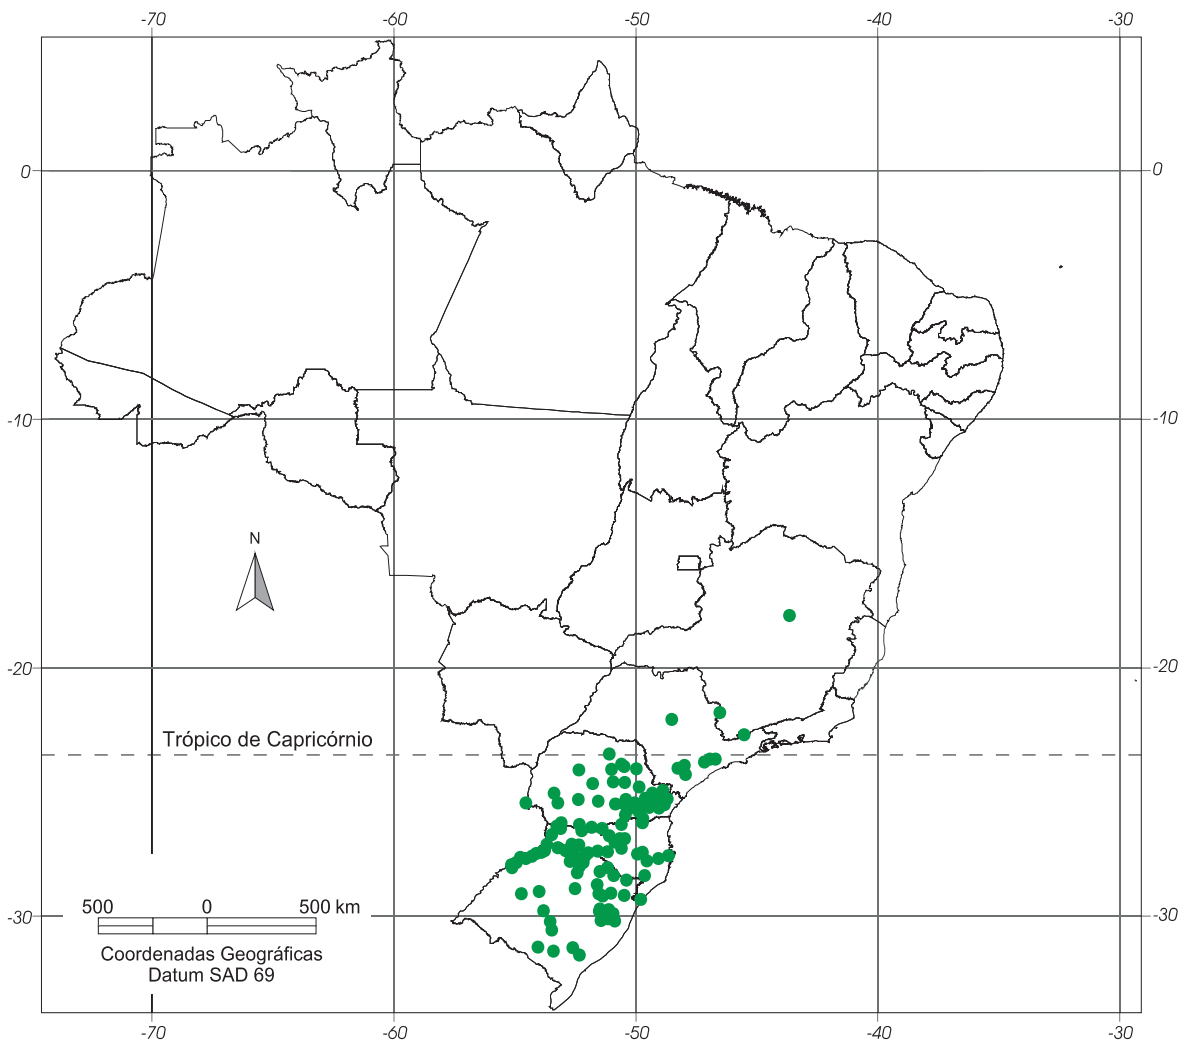 -70 -60 -50 -40 -30
0 0
-10 -10
N
-20 -20
Trópico de Capricórnio
-30 -30
500 0 500 km
Coordenadas Geográficas
Datum SAD 69
-70 -60 -50 -40 -30